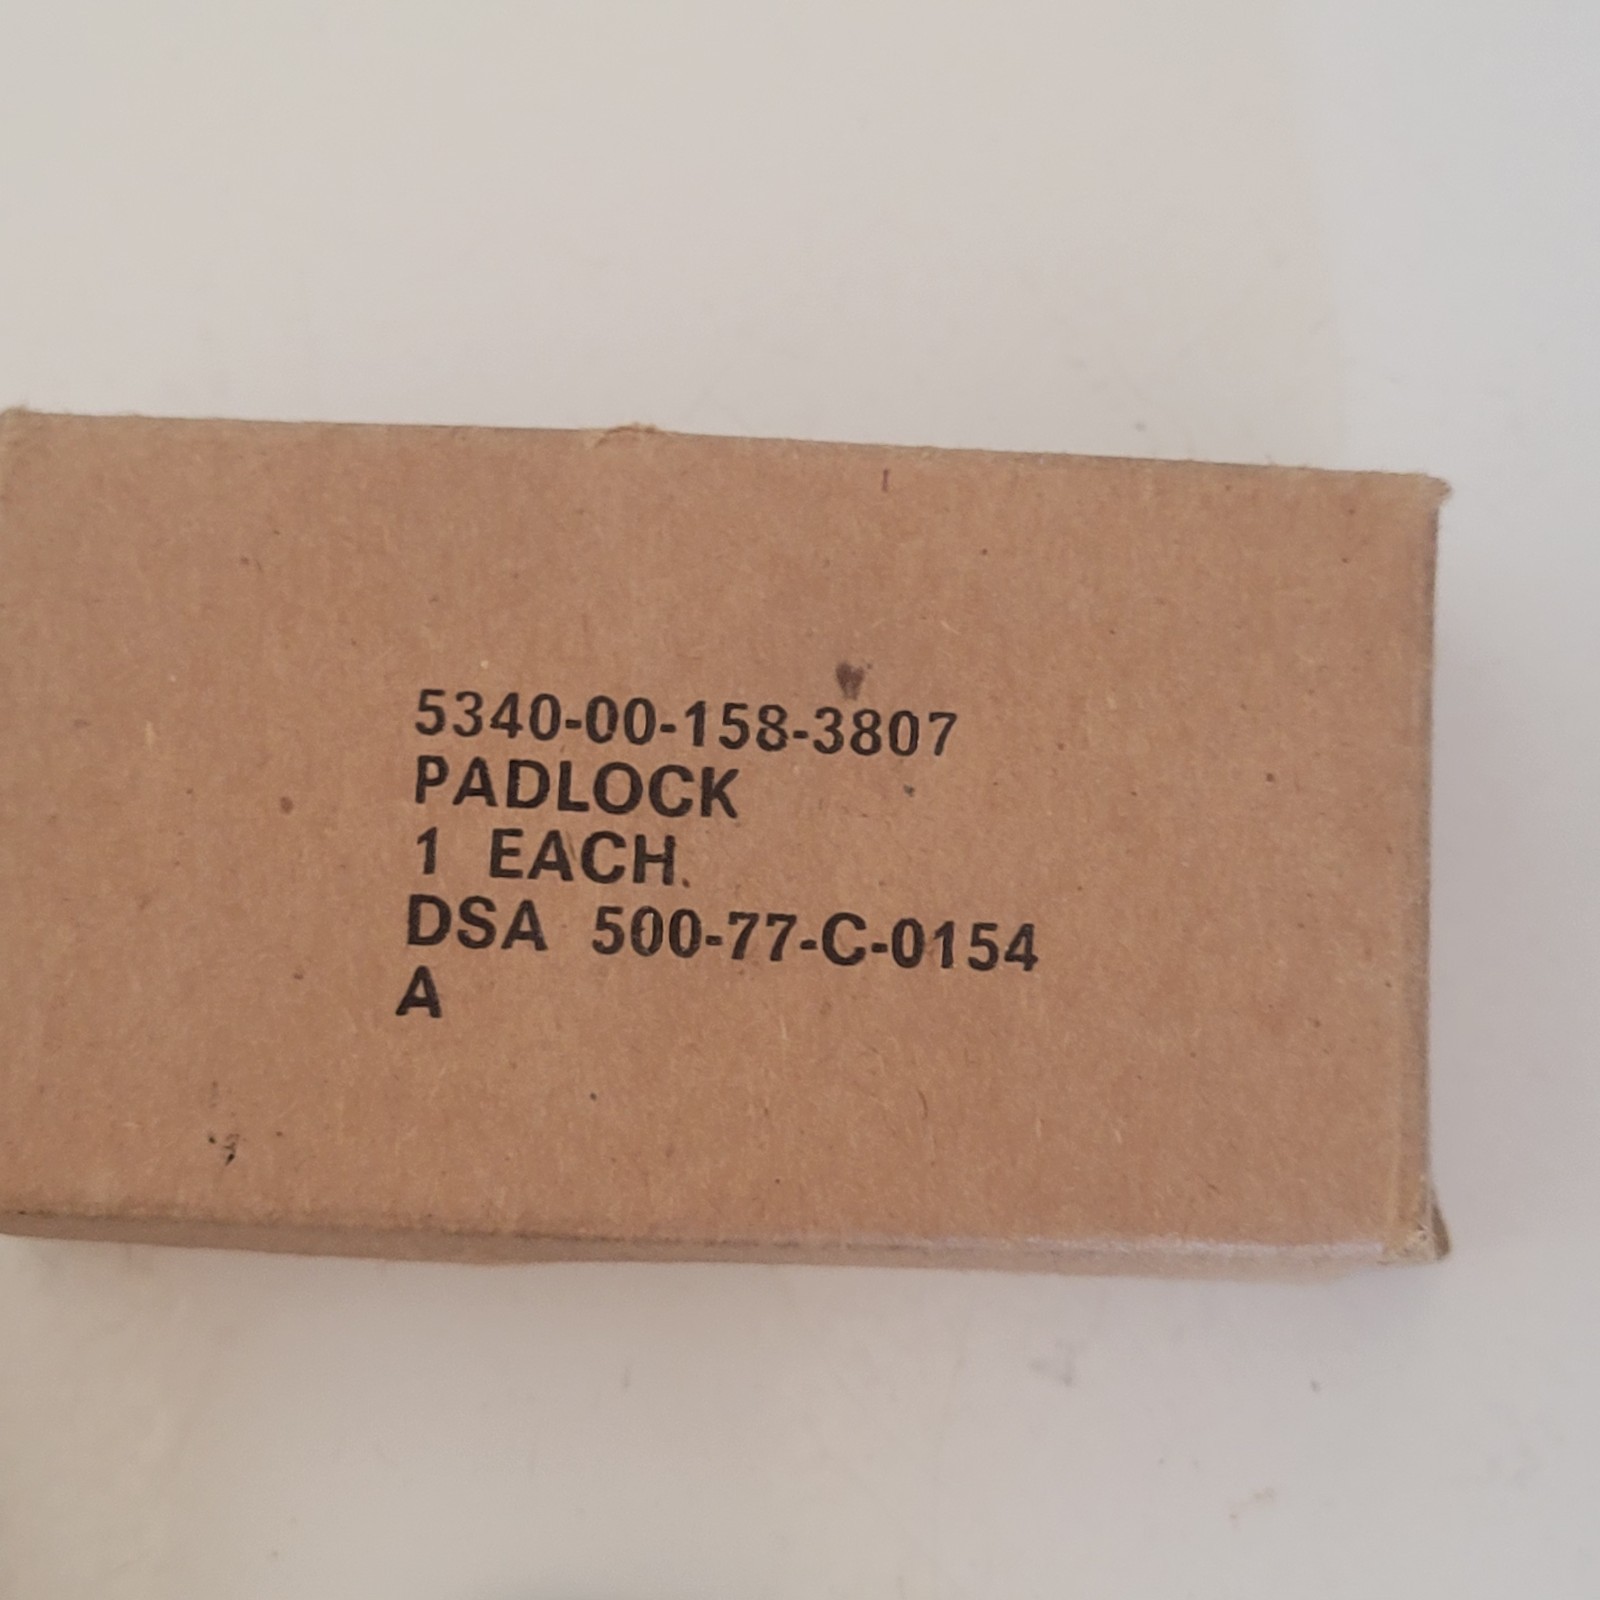 5340-00-158-3807
PADLOCK
1 EACH.
DSA 500-77-C-0154
A